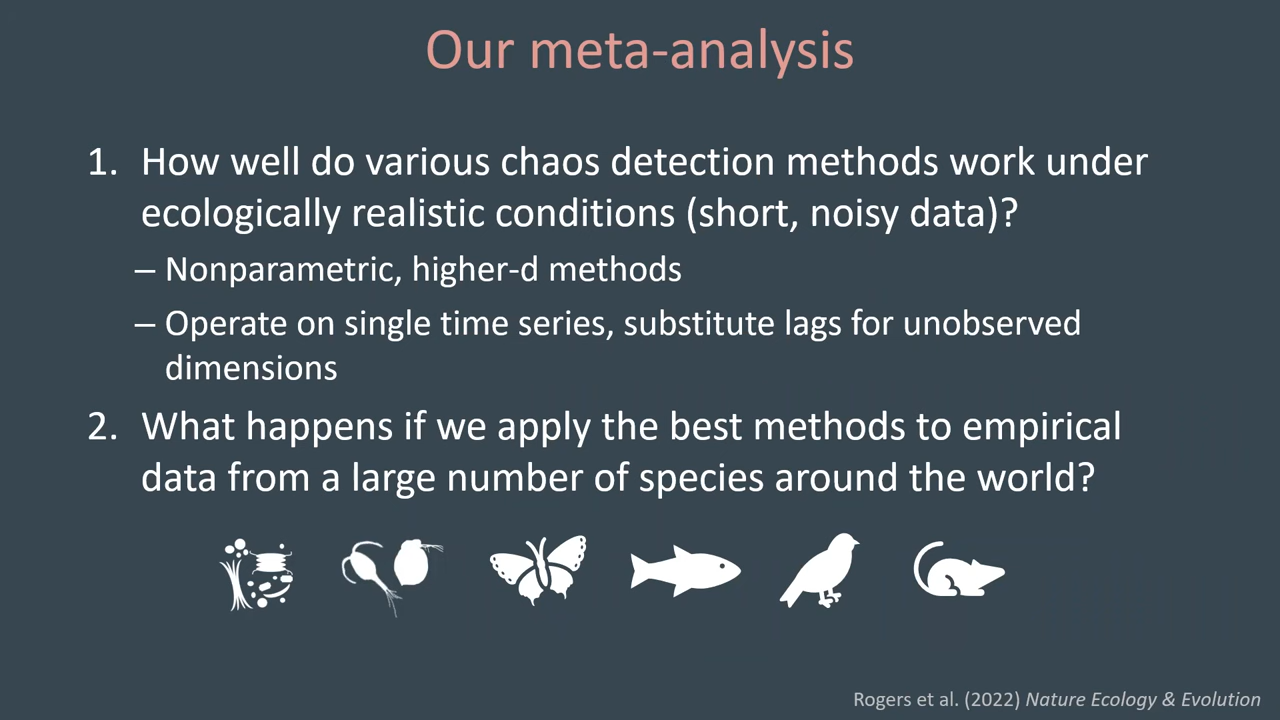 Our meta-analysis
1. How well do various chaos detection methods work under
ecologically realistic conditions (short, noisy data)?
– Nonparametric, higher-d methods
– Operate on single time series, substitute lags for unobserved
dimensions
2. What happens if we apply the best methods to empirical
data from a large number of species around the world?
Rogers et al. (2022) Nature Ecology & Evolution